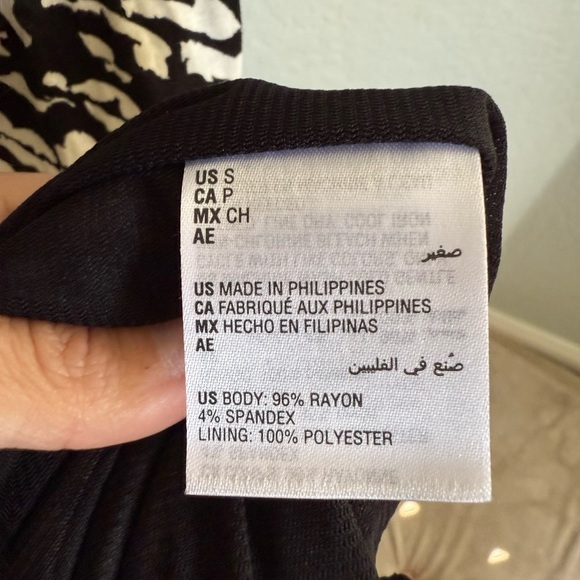 US S
CA P
MX CH
AE
صغير
US MADE IN PHILIPPINES
CA FABRIQUÉ AUX PHILIPPINES
MX HECHO EN FILIPINAS
AE
صُنع في الفلبين
US BODY: 96% RAYON
4% SPANDEX
LINING: 100% POLYESTER